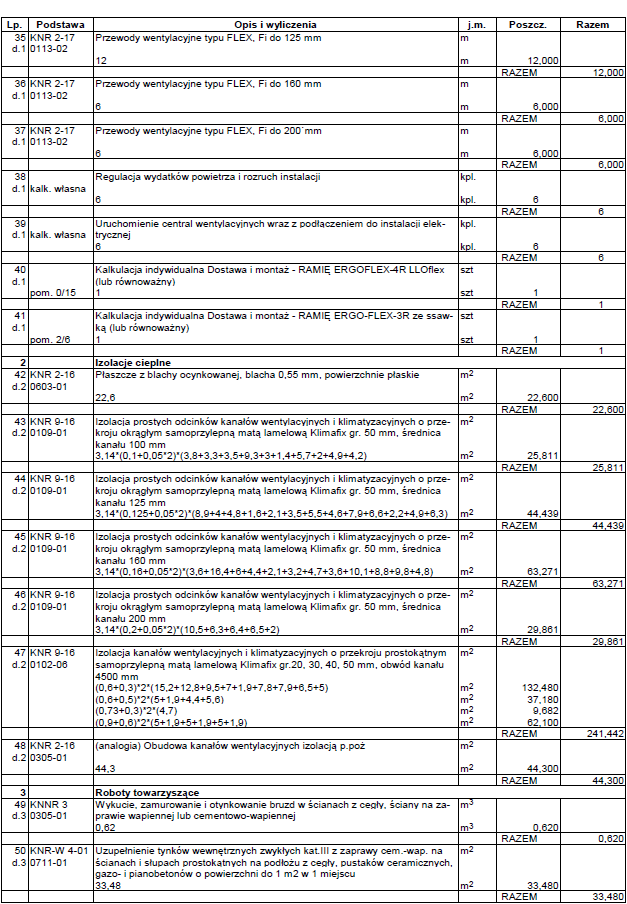 Lp. Podstawa Opis i wyliczenia j.m. Poszcz. Razem
35 KNR 2-17 Przewody wentylacyjne typu FLEX, Fi do 125 mm m
d.1 0113-02
12 m 12,000
RAZEM 12,000
36 KNR 2-17 Przewody wentylacyjne typu FLEX, Fi do 160 mm m
d.1 0113-02
6 m 6,000
RAZEM 6,000
37 KNR 2-17 Przewody wentylacyjne typu FLEX, Fi do 200`mm m
d.1 0113-02
6 m 6,000
RAZEM 6,000
38 Regulacja wydatków powietrza i rozruch instalacji kpl.
d.1 kalk. własna
6 kpl. 6
RAZEM 6
39 Uruchomienie central wentylacyjnych wraz z podłączeniem do instalacji elek- kpl.
d.1 kalk. własna trycznej
6 kpl. 6
RAZEM 6
40 Kalkulacja indywidualna Dostawa i montaż - RAMIĘ ERGOFLEX-4R LLOflex szt
d.1 (lub równoważny)
pom. 0/15 1 szt 1
RAZEM 1
41 Kalkulacja indywidualna Dostawa i montaż - RAMIĘ ERGO-FLEX-3R ze ssaw- szt
d.1 ką (lub równoważny)
pom. 2/6 1 szt 1
RAZEM 1
2 Izolacje cieplne
42 KNR 2-16 Płaszcze z blachy ocynkowanej, blacha 0,55 mm, powierzchnie płaskie m2
d.2 0603-01
22,6 m2 22,600
RAZEM 22,600
43 KNR 9-16 Izolacja prostych odcinków kanałów wentylacyjnych i klimatyzacyjnych o prze- m2
d.2 0109-01 kroju okrągłym samoprzylepną matą lamelową Klimafix gr. 50 mm, średnica
kanału 100 mm
3,14*(0,1+0,05*2)*(3,8+3,3+3,5+9,3+3+1,4+5,7+2+4,9+4,2) m2 25,811
RAZEM 25,811
44 KNR 9-16 Izolacja prostych odcinków kanałów wentylacyjnych i klimatyzacyjnych o prze- m2
d.2 0109-01 kroju okrągłym samoprzylepną matą lamelową Klimafix gr. 50 mm, średnica
kanału 125 mm
3,14*(0,125+0,05*2)*(8,9+4+4,8+1,6+2,1+3,5+5,5+4,6+7,9+6,6+2,2+4,9+6,3) m2 44,439
RAZEM 44,439
45 KNR 9-16 Izolacja prostych odcinków kanałów wentylacyjnych i klimatyzacyjnych o prze- m2
d.2 0109-01 kroju okrągłym samoprzylepną matą lamelową Klimafix gr. 50 mm, średnica
kanału 160 mm
3,14*(0,16+0,05*2)*(3,6+16,4+6+4,4+2,1+3,2+4,7+3,6+10,1+8,8+9,8+4,8) m2 63,271
RAZEM 63,271
46 KNR 9-16 Izolacja prostych odcinków kanałów wentylacyjnych i klimatyzacyjnych o prze- m2
d.2 0109-01 kroju okrągłym samoprzylepną matą lamelową Klimafix gr. 50 mm, średnica
kanału 200 mm
3,14*(0,2+0,05*2)*(10,5+6,3+6,4+6,5+2) m2 29,861
RAZEM 29,861
47 KNR 9-16 Izolacja kanałów wentylacyjnych i klimatyzacyjnych o przekroju prostokątnym m2
d.2 0102-06 samoprzylepną matą lamelową Klimafix gr.20, 30, 40, 50 mm, obwód kanału
4500 mm
(0,6+0,3)*2*(15,2+12,8+9,5+7+1,9+7,8+7,9+6,5+5) m2 132,480
(0,6+0,5)*2*(5+1,9+4,4+5,6) m2 37,180
(0,73+0,3)*2*(4,7) m2 9,682
(0,9+0,6)*2*(5+1,9+5+1,9+5+1,9) m2 62,100
RAZEM 241,442
48 KNR 2-16 (analogia) Obudowa kanałów wentylacyjnych izolacją p.poż m2
d.2 0305-01
44,3 m2 44,300
RAZEM 44,300
3 Roboty towarzyszące
49 KNNR 3 Wykucie, zamurowanie i otynkowanie bruzd w ścianach z cegły, ściany na za- m3
d.3 0305-01 prawie wapiennej lub cementowo-wapiennej
0,62 m3 0,620
RAZEM 0,620
50 KNR-W 4-01 Uzupełnienie tynków wewnętrznych zwykłych kat.III z zaprawy cem.-wap. na m2
d.3 0711-01 ścianach i słupach prostokątnych na podłożu z cegły, pustaków ceramicznych,
gazo- i pianobetonów o powierzchni do 1 m2 w 1 miejscu
33,48 m2 33,480
RAZEM 33,480